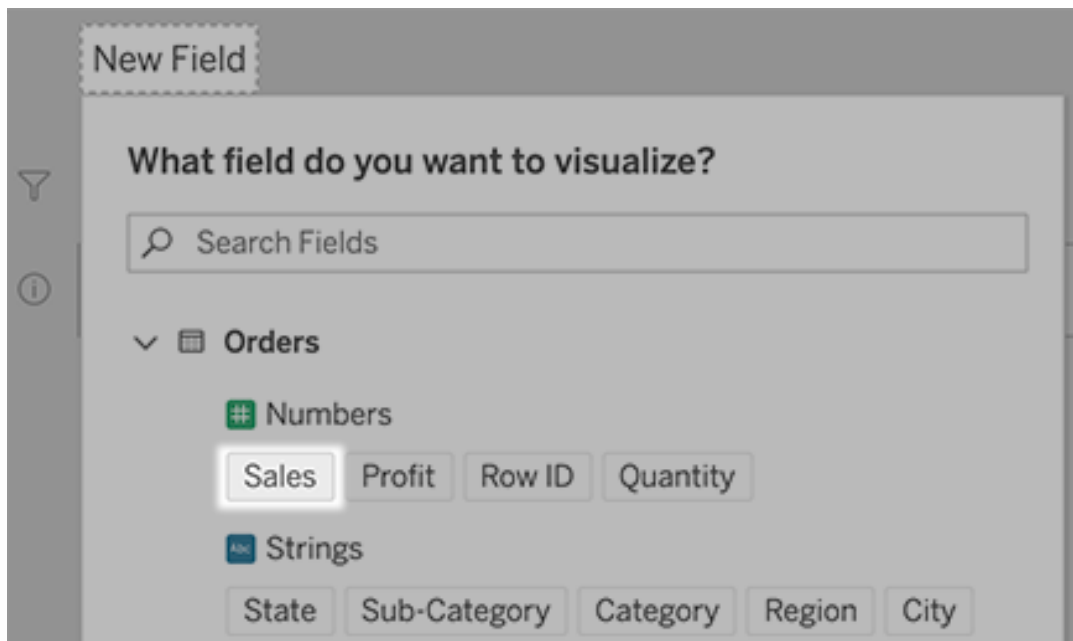 New Field
What field do you want to visualize?
Search Fields
Orders
# Numbers
Sales Profit Row ID Quantity
Abc Strings
State Sub-Category Category Region City